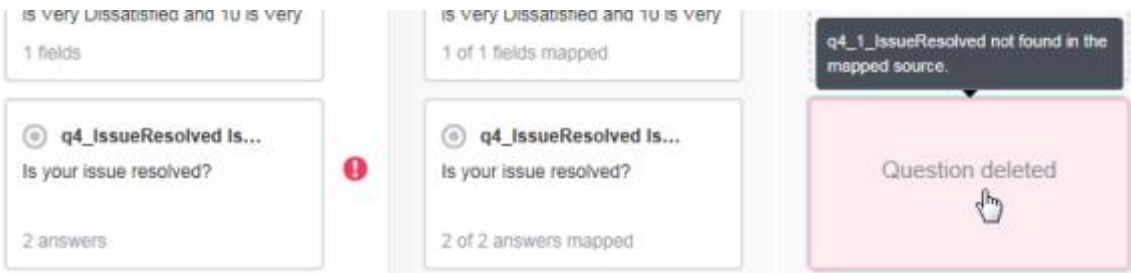 is Very Dissatisfied and 10 is Very
1 fields
is Very Dissatisfied and 10 is Very
1 of 1 fields mapped
q4_1_IssueResolved not found in the
mapped source.
q4_IssueResolved Is...
Is your issue resolved?
2 answers
q4_IssueResolved Is...
Is your issue resolved?
2 of 2 answers mapped
Question deleted